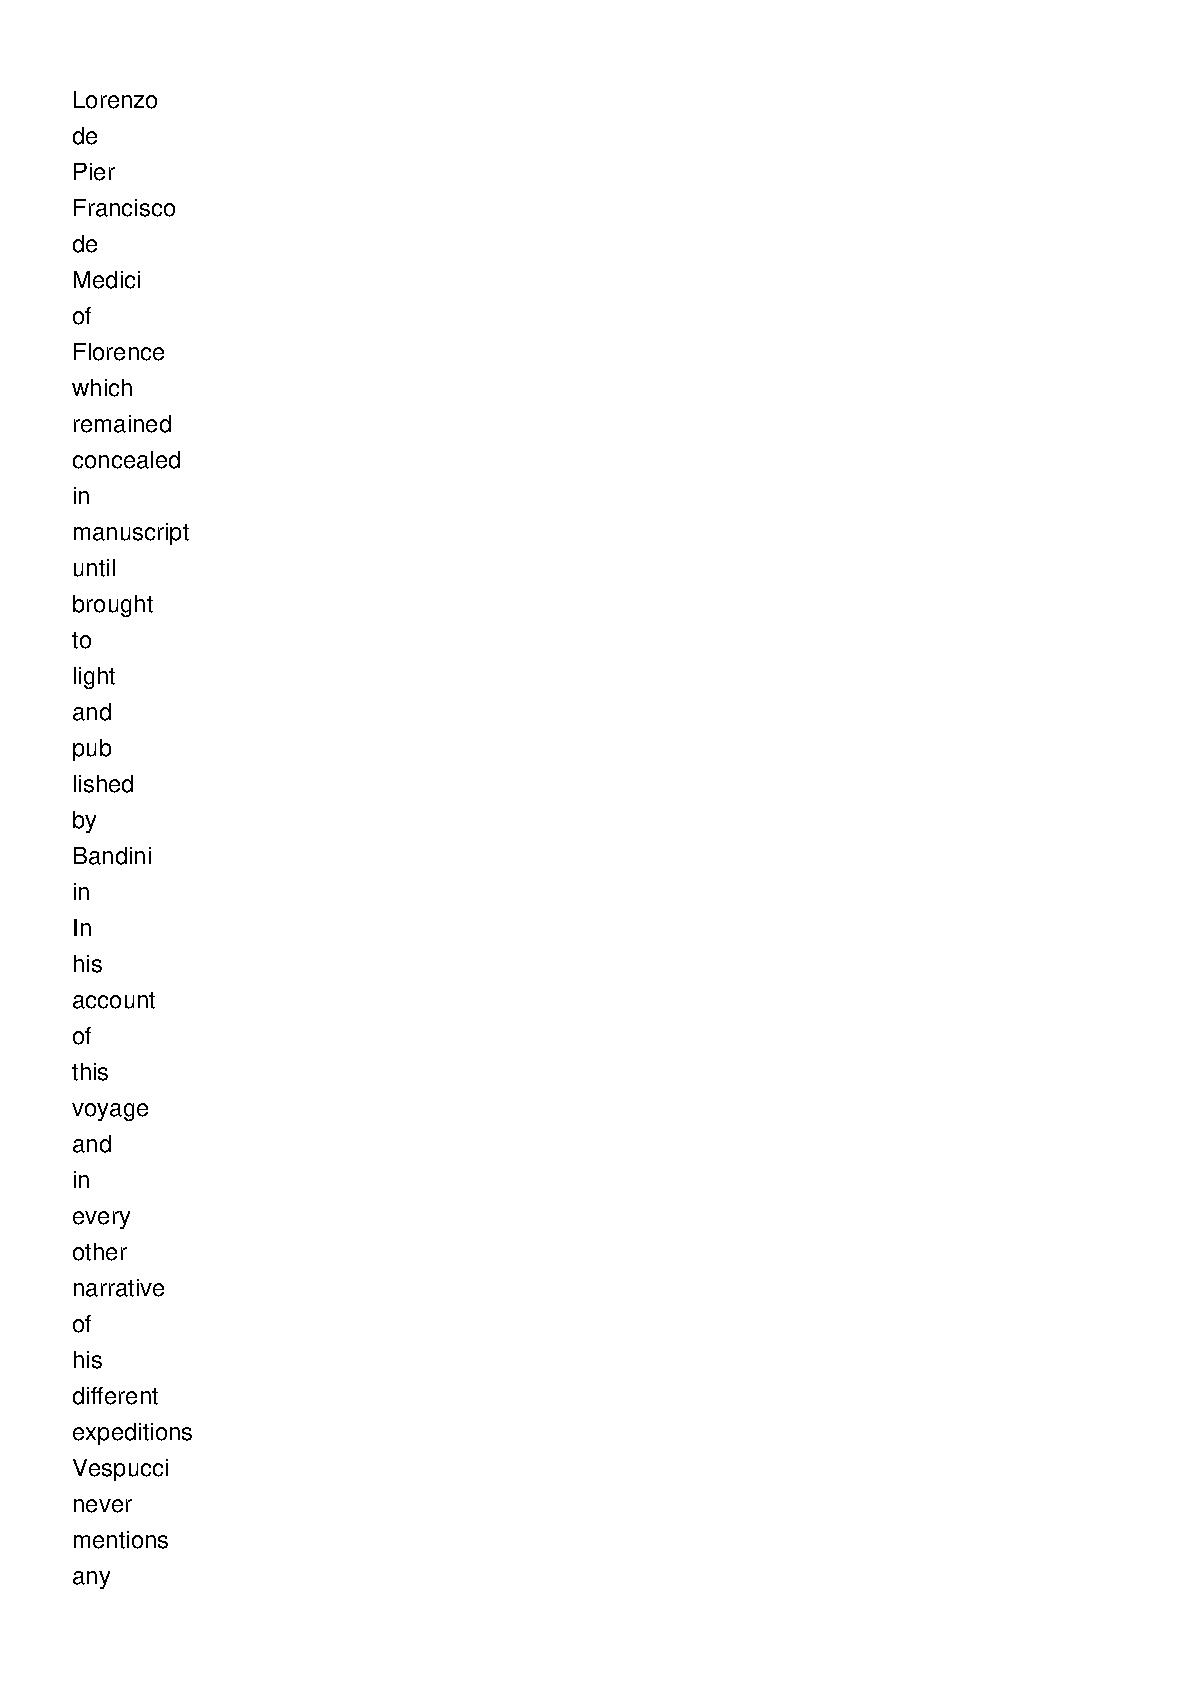 Lorenzo
de
Pier
Francisco
de
Medici
of
Florence
which
remained
concealed
in
manuscript
until
brought
to
light
and
pub
lished
by
Bandini
in
In
his
account
of
this
voyage
and
in
every
other
narrative
of
his
different
expeditions
Vespucci
never
mentions
any